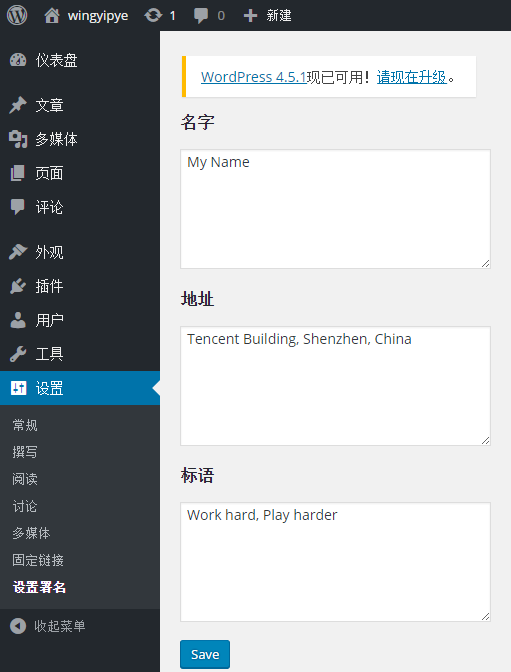 wingyipye 1 0 新建
仪表盘
文章
多媒体
页面
评论
外观
插件
用户
工具
设置
常规
撰写
阅读
讨论
多媒体
固定链接
设置署名
收起菜单
WordPress 4.5.1现已可用！请现在升级。
名字
My Name
地址
Tencent Building, Shenzhen, China
标语
Work hard, Play harder
Save